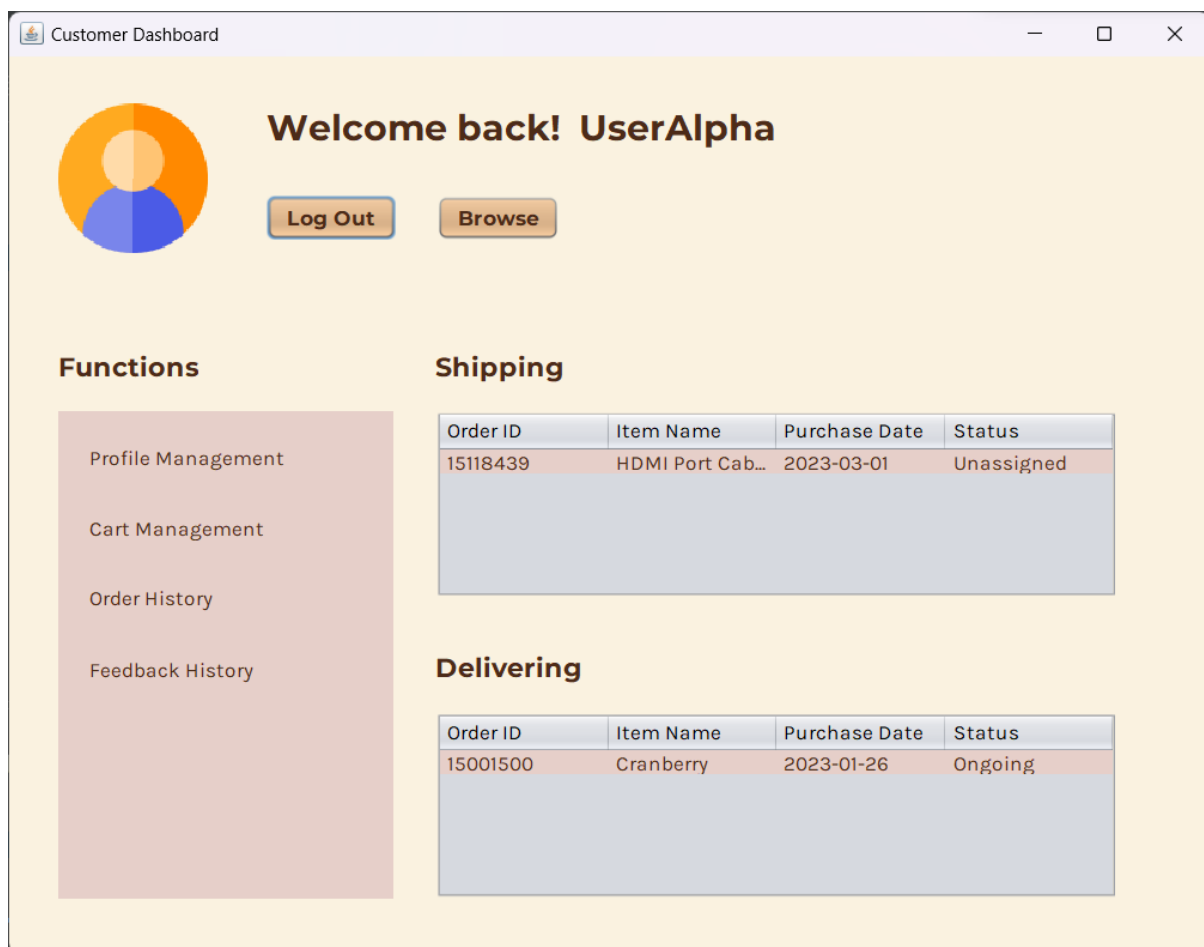 Customer Dashboard
Welcome back! UserAlpha
Log Out Browse
Functions
Profile Management
Cart Management
Order History
Feedback History
Shipping
Order ID Item Name Purchase Date Status
15118439 HDMI Port Cab... 2023-03-01 Unassigned
Delivering
Order ID Item Name Purchase Date Status
15001500 Cranberry 2023-01-26 Ongoing